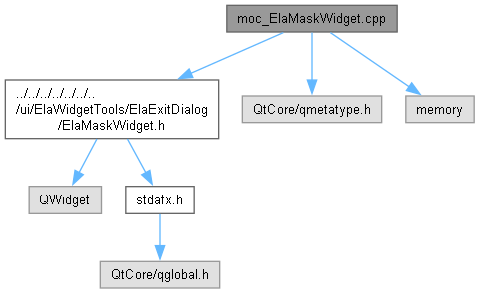 moc_ElaMaskWidget.cpp
../../../../../../..
/ui/ElaWidgetTools/ElaExitDialog
/ElaMaskWidget.h
QtCore/qmetatype.h
memory
QWidget
stdafx.h
QtCore/qglobal.h